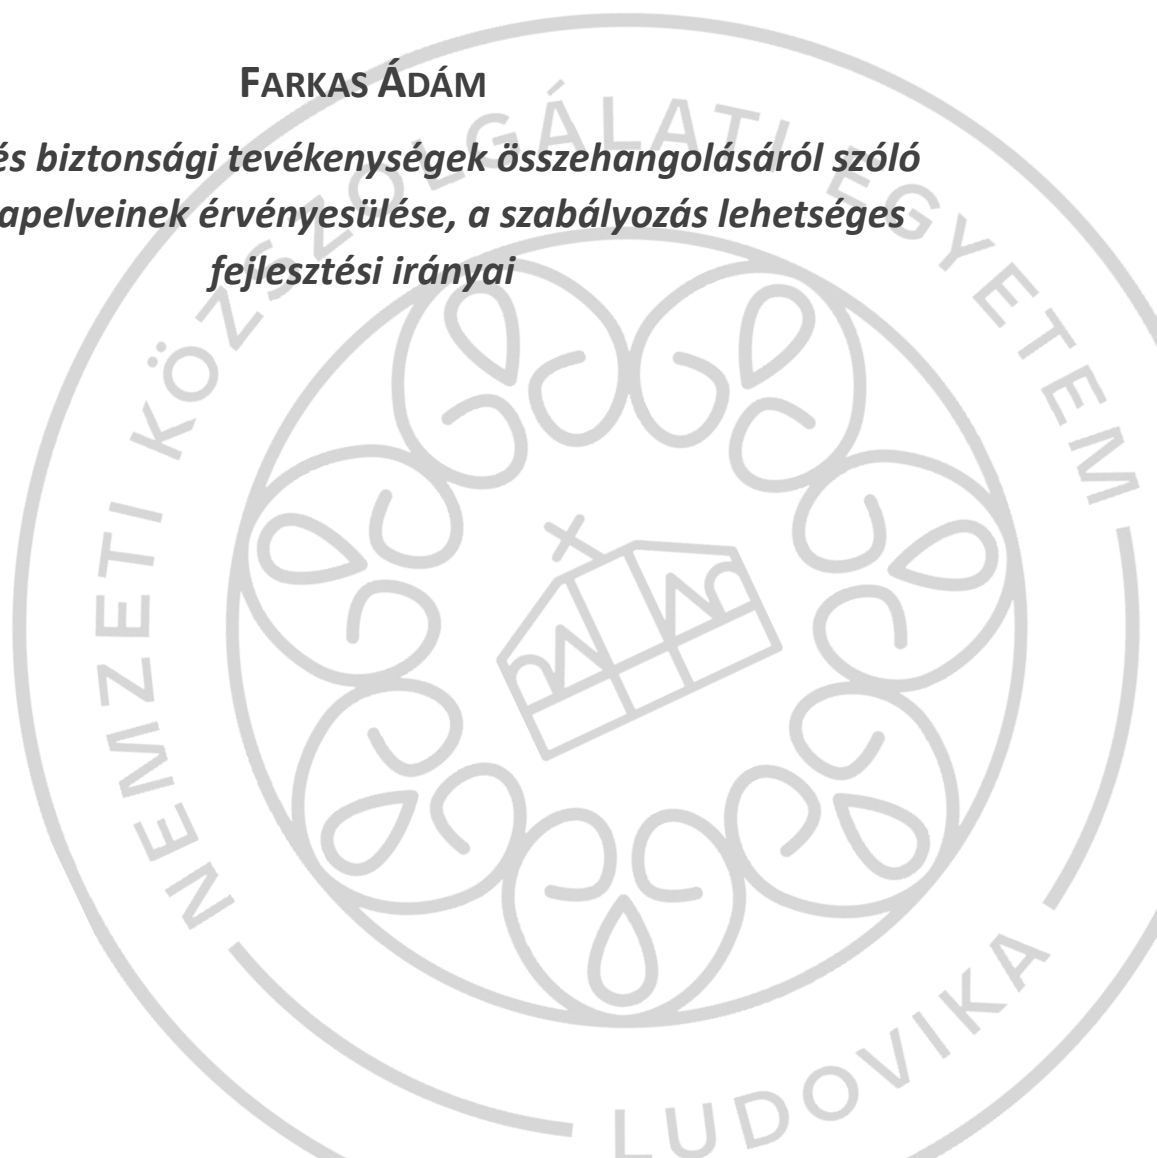 FARKAS ÁDÁM
és biztonsági tevékenységek összehangolásáról szóló
apelveinek érvényesülése, a szabályozás lehetséges
fejlesztési irányai
NEMZETI KÖZSZOLGÁLATI EGYETEM
LUDOVIKA